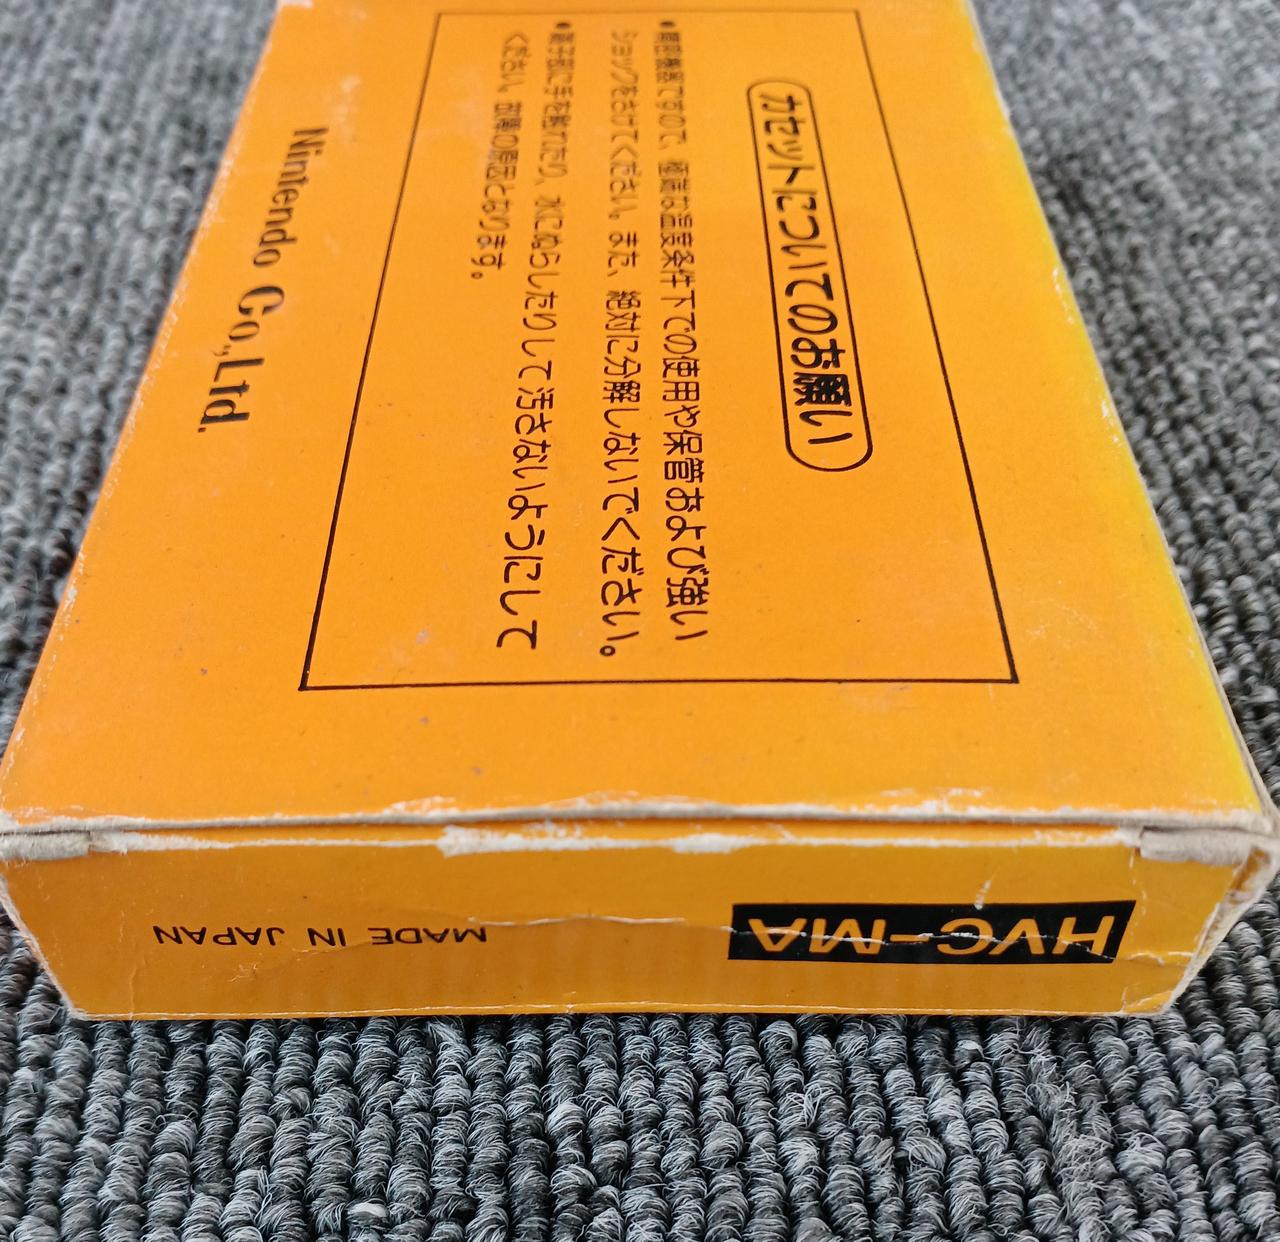 カセットについてのお願い
●精密機器ですので、極端な温度条件下での使用や保管および強い
ショックをさけてください。また、絶対に分解しないでください。
●端子部に手を触れたり、水にぬらしたりして汚さないようにして
ください。故障の原因となります。
Nintendo Co.,Ltd.
HVC-MA
MADE IN JAPAN